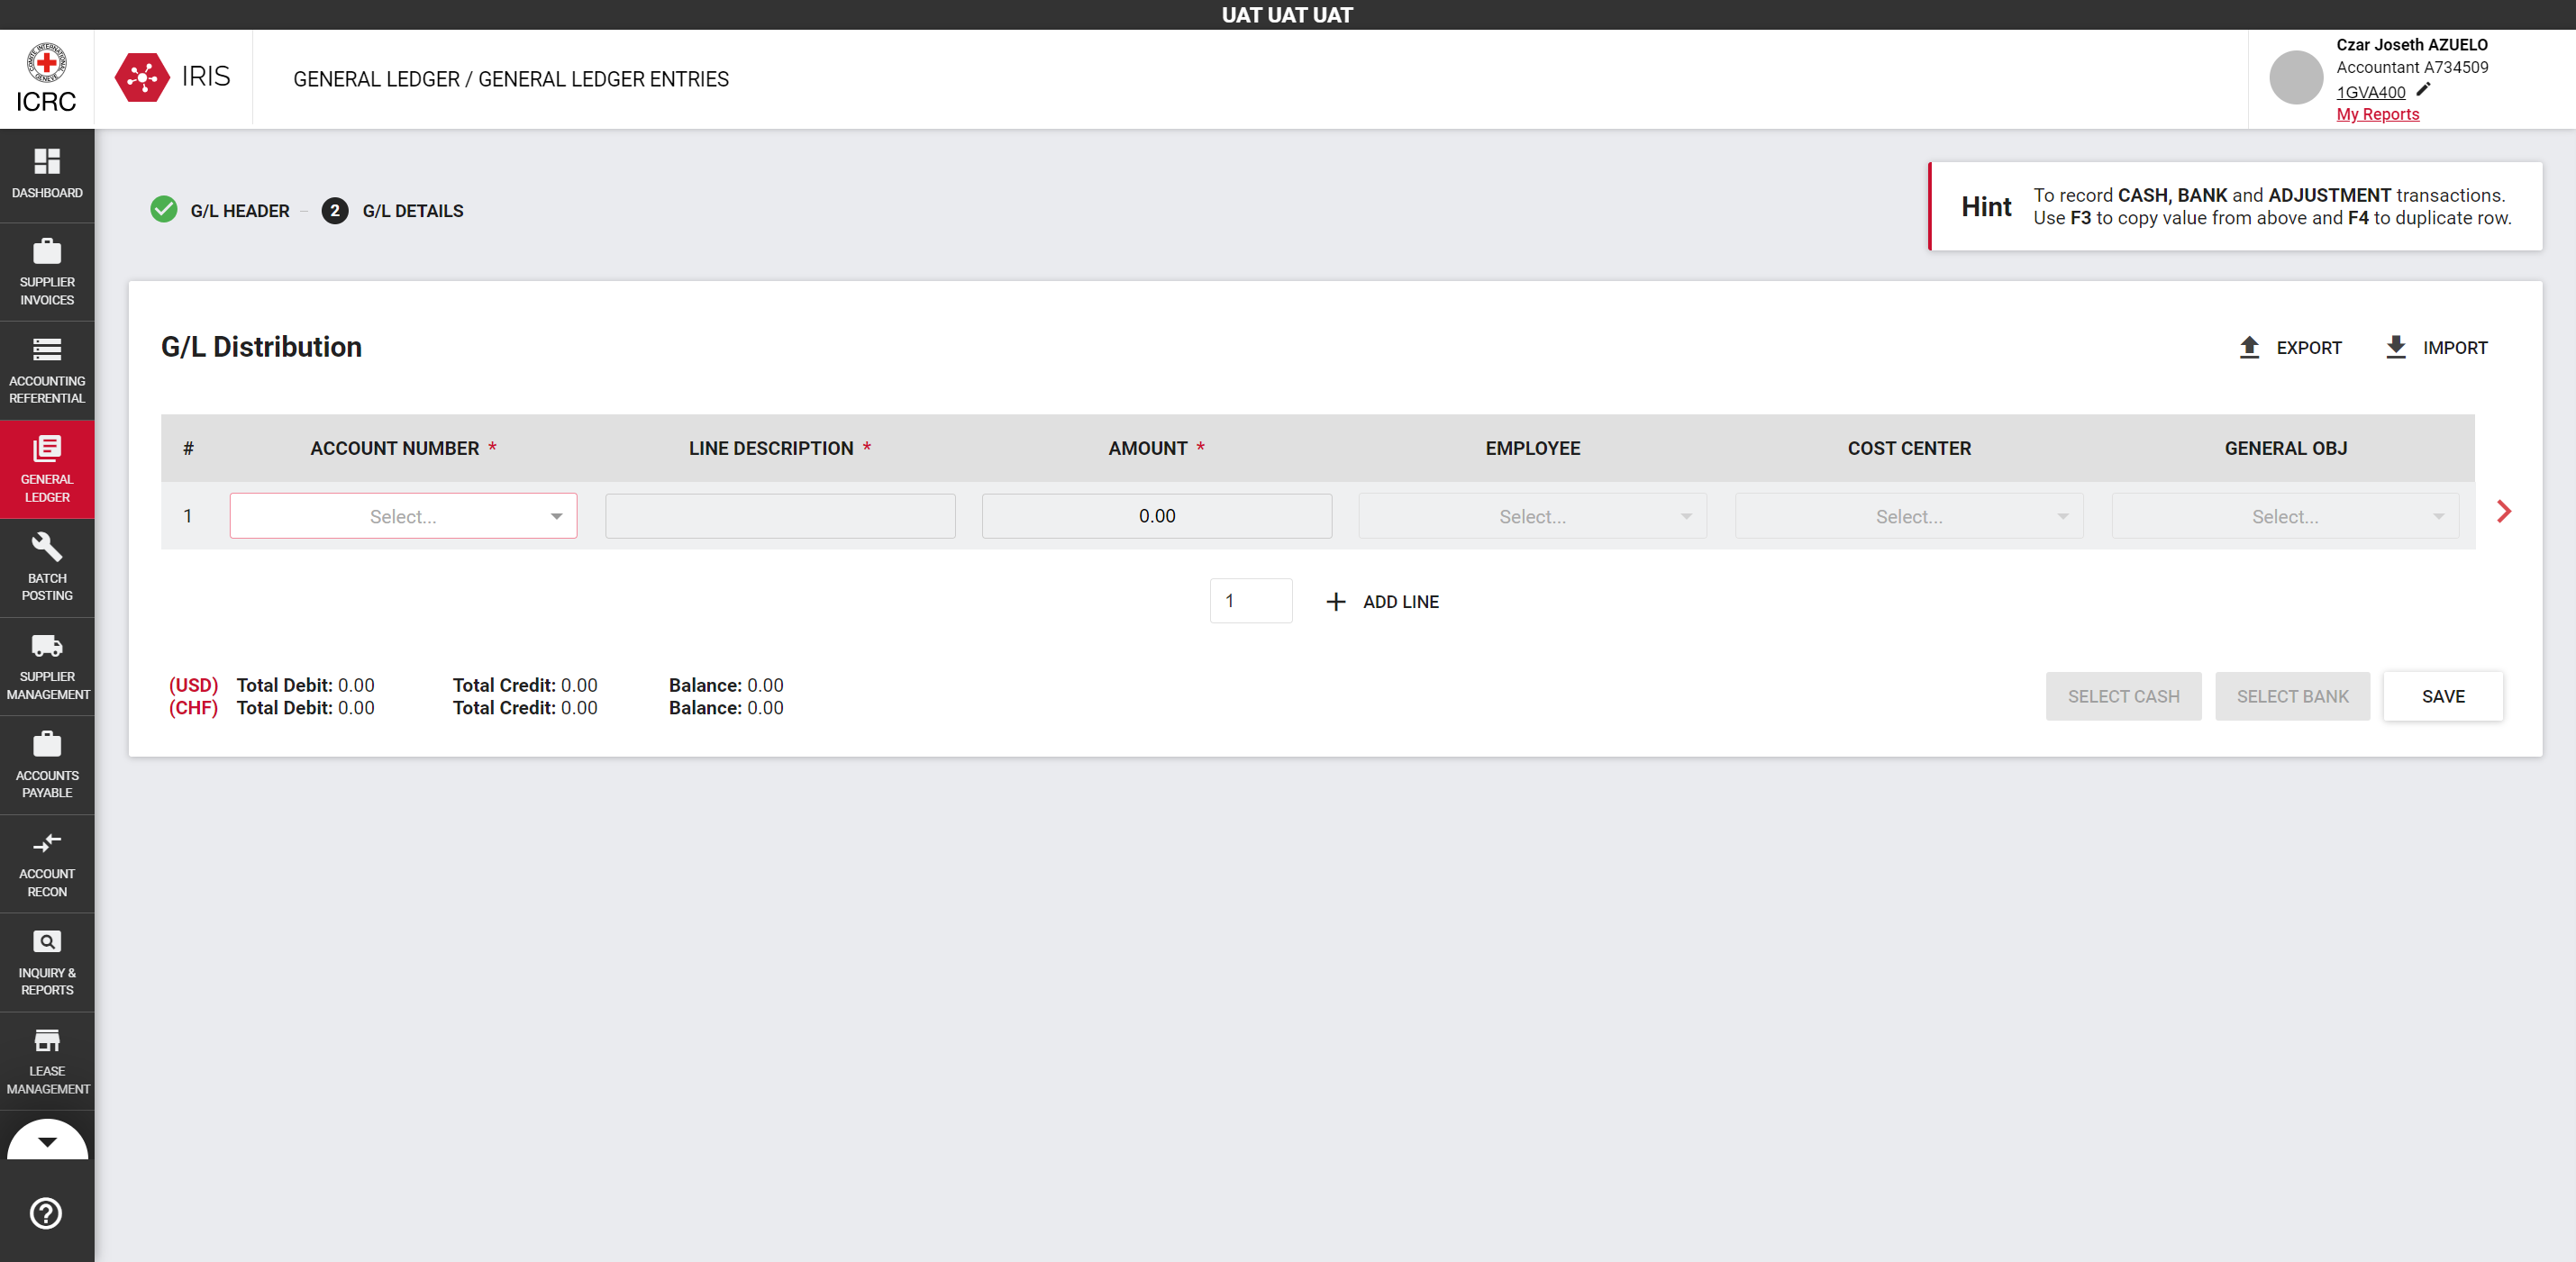 UAT UAT UAT
ICRC
IRIS
GENERAL LEDGER / GENERAL LEDGER ENTRIES
Czar Joseth AZUELO
Accountant A734509
1GVA400
My Reports
DASHBOARD
SUPPLIER
INVOICES
ACCOUNTING
REFERENTIAL
GENERAL
LEDGER
BATCH
POSTING
SUPPLIER
MANAGEMENT
ACCOUNTS
PAYABLE
ACCOUNT
RECON
INQUIRY &
REPORTS
LEASE
MANAGEMENT
G/L HEADER
2 G/L DETAILS
Hint
To record CASH, BANK and ADJUSTMENT transactions.
Use F3 to copy value from above and F4 to duplicate row.
G/L Distribution
EXPORT IMPORT
# ACCOUNT NUMBER * LINE DESCRIPTION * AMOUNT * EMPLOYEE COST CENTER GENERAL OBJ
1 Select... 0.00 Select... Select... Select...
1 ADD LINE
(USD) Total Debit: 0.00 Total Credit: 0.00 Balance: 0.00
(CHF) Total Debit: 0.00 Total Credit: 0.00 Balance: 0.00
SELECT CASH SELECT BANK SAVE